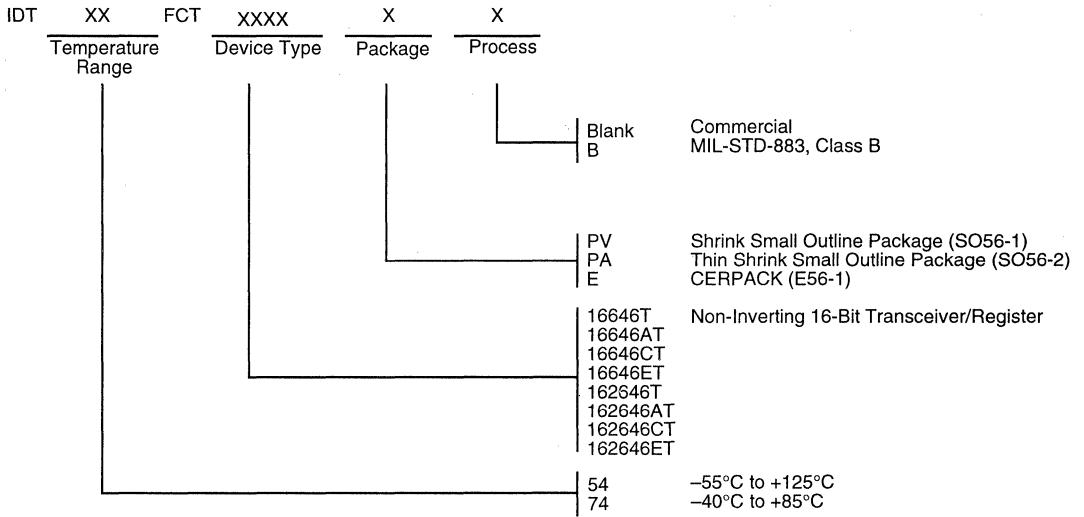 IDT XX FCT XXXX X X
Temperature Range Device Type Package Process
Blank Commercial
B MIL-STD-883, Class B
PV Shrink Small Outline Package (SO56-1)
PA Thin Shrink Small Outline Package (SO56-2)
E CERPACK (E56-1)
16646T Non-Inverting 16-Bit Transceiver/Register
16646AT
16646CT
16646ET
162646T
162646AT
162646CT
162646ET
54 –55°C to +125°C
74 –40°C to +85°C